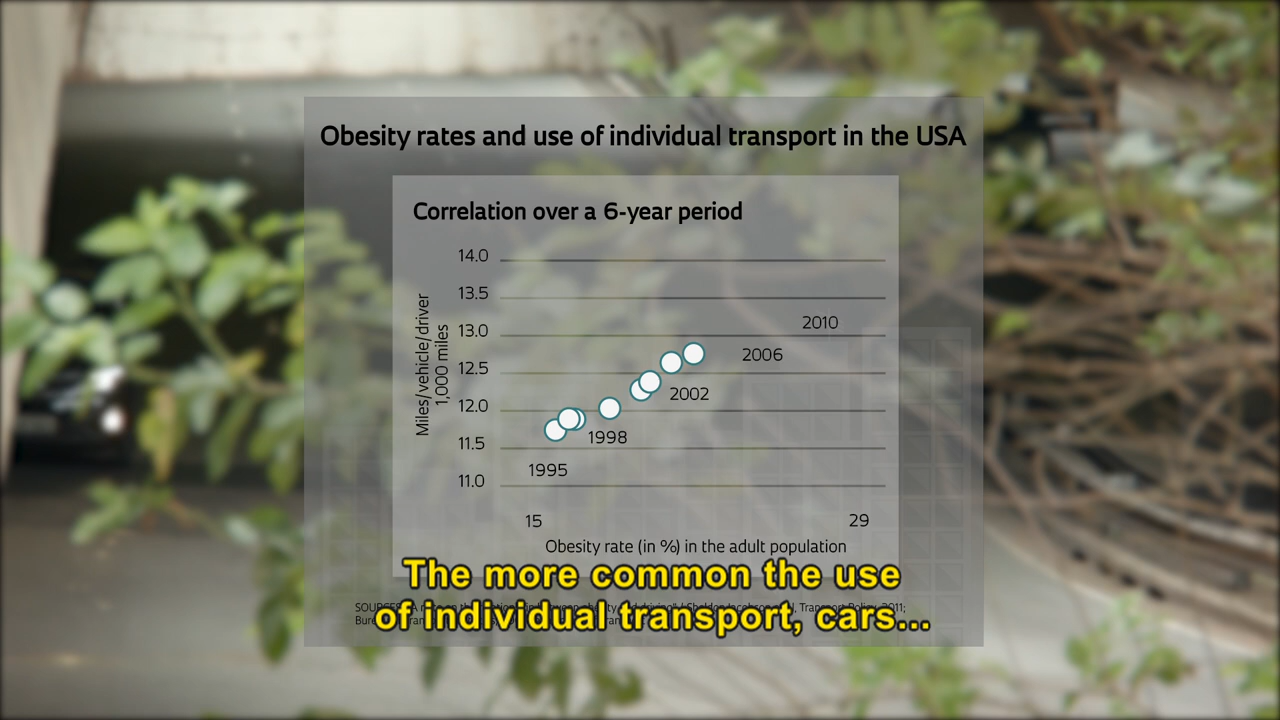 Obesity rates and use of individual transport in the USA
Correlation over a 6-year period
Miles/vehicle/driver
1,000 miles
14.0
13.5
13.0
12.5
12.0
11.5
11.0
2010
2006
2002
1998
1995
15
29
Obesity rate (in %) in the adult population
Transport Policy, 2011;
The more common the use
of individual transport, cars...